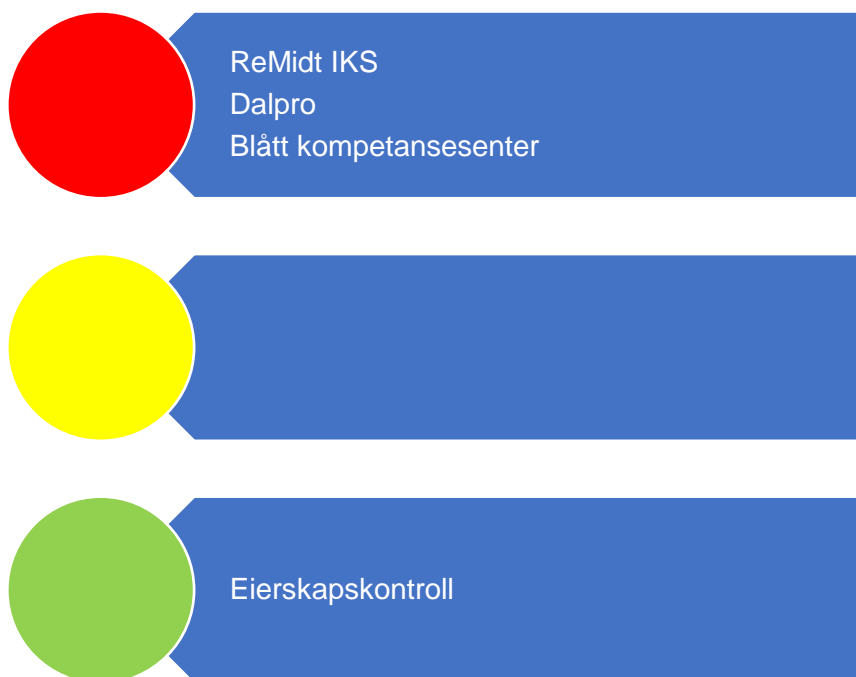 ReMidt IKS
Dalpro
Blått kompetansesenter
Eierskapskontroll